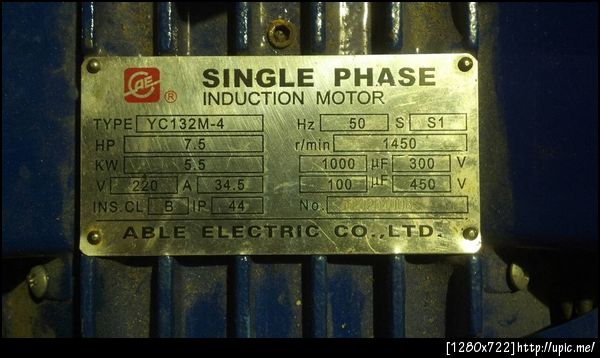 AE ®
SINGLE PHASE
INDUCTION MOTOR
TYPE YC132M-4 Hz 50 S S1
HP 7.5 r/min 1450
KW 5.5 1000 µF 300 V
V 220 A 34.5 100 µF 450 V
INS.CL B IP 44 No.
ABLE ELECTRIC CO.,LTD.
[1280x722]http://upic.me/